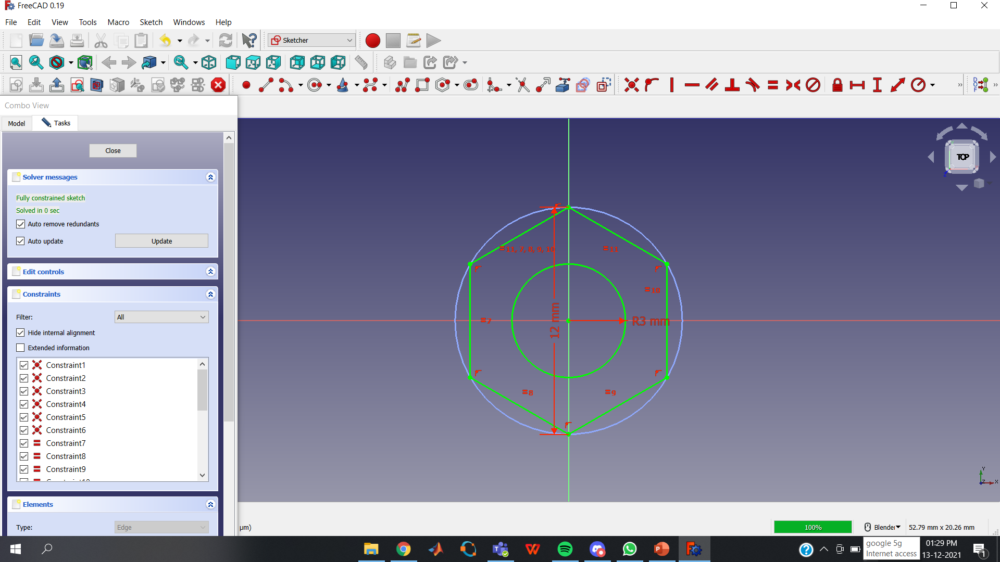 FreeCAD 0.19
File Edit View Tools Macro Sketch Windows Help
Sketcher
Combo View
Model Tasks
Close
Solver messages
Fully constrained sketch
Solved in 0 sec
Auto remove redundants
Auto update Update
Edit controls
Constraints
Filter: All
Hide internal alignment
Extended information
Constraint1
Constraint2
Constraint3
Constraint4
Constraint5
Constraint6
Constraint7
Constraint8
Constraint9
Elements
Type: Edge
TOP
Z
11, 7, 8, 9, 10
11
10
7
12 mm
R3 mm
8
9
Y
Z X
µm)
100%
Blender
52.79 mm x 20.26 mm
google 5g
Internet access
01:29 PM
13-12-2021
1